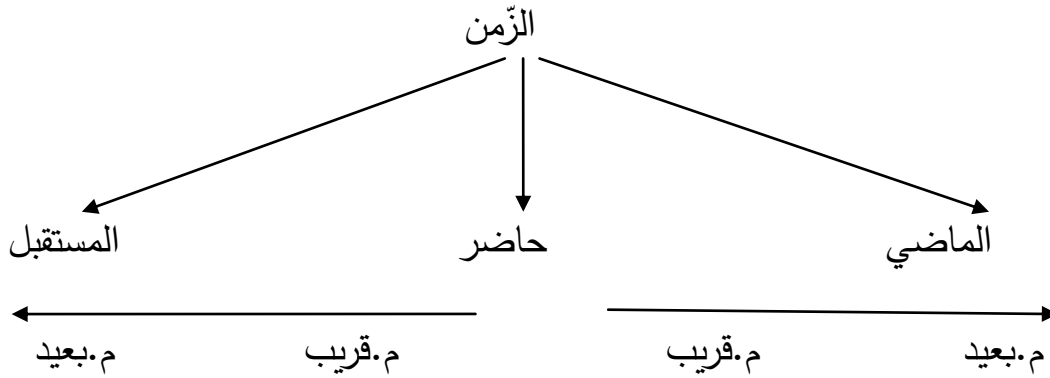 الزّمن
الماضي حاضر المستقبل
م.بعيد م.قريب م.قريب م.بعيد